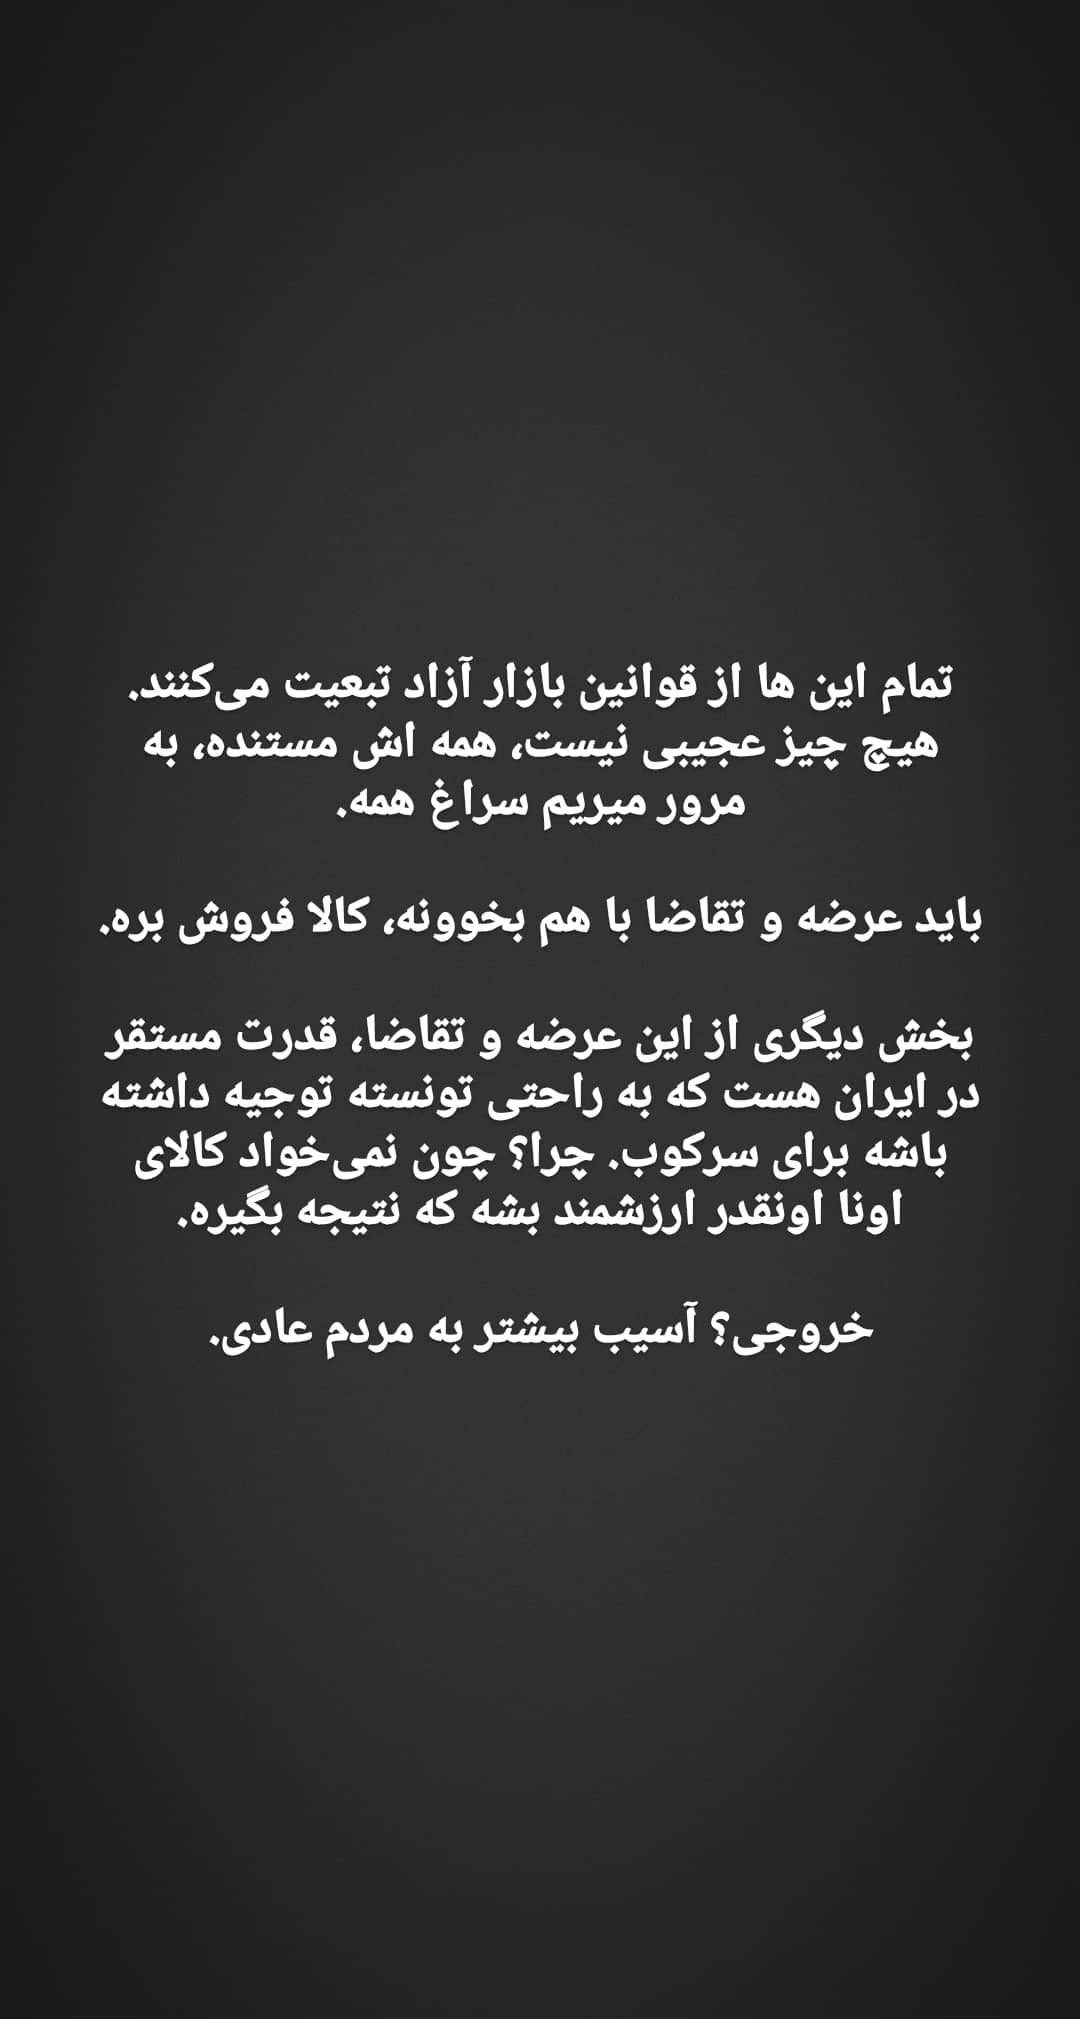 تمام این ها از قوانین بازار آزاد تبعیت می‌کنند.
هیچ چیز عجیبی نیست، همه اش مستنده، به
مرور میریم سراغ همه.
باید عرضه و تقاضا با هم بخوونه، کالا فروش بره.
بخش دیگری از این عرضه و تقاضا، قدرت مستقر
در ایران هست که به راحتی تونسته توجیه داشته
باشه برای سرکوب. چرا؟ چون نمی‌خواد کالای
اونا اونقدر ارزشمند بشه که نتیجه بگیره.
خروجی؟ آسیب بیشتر به مردم عادی.